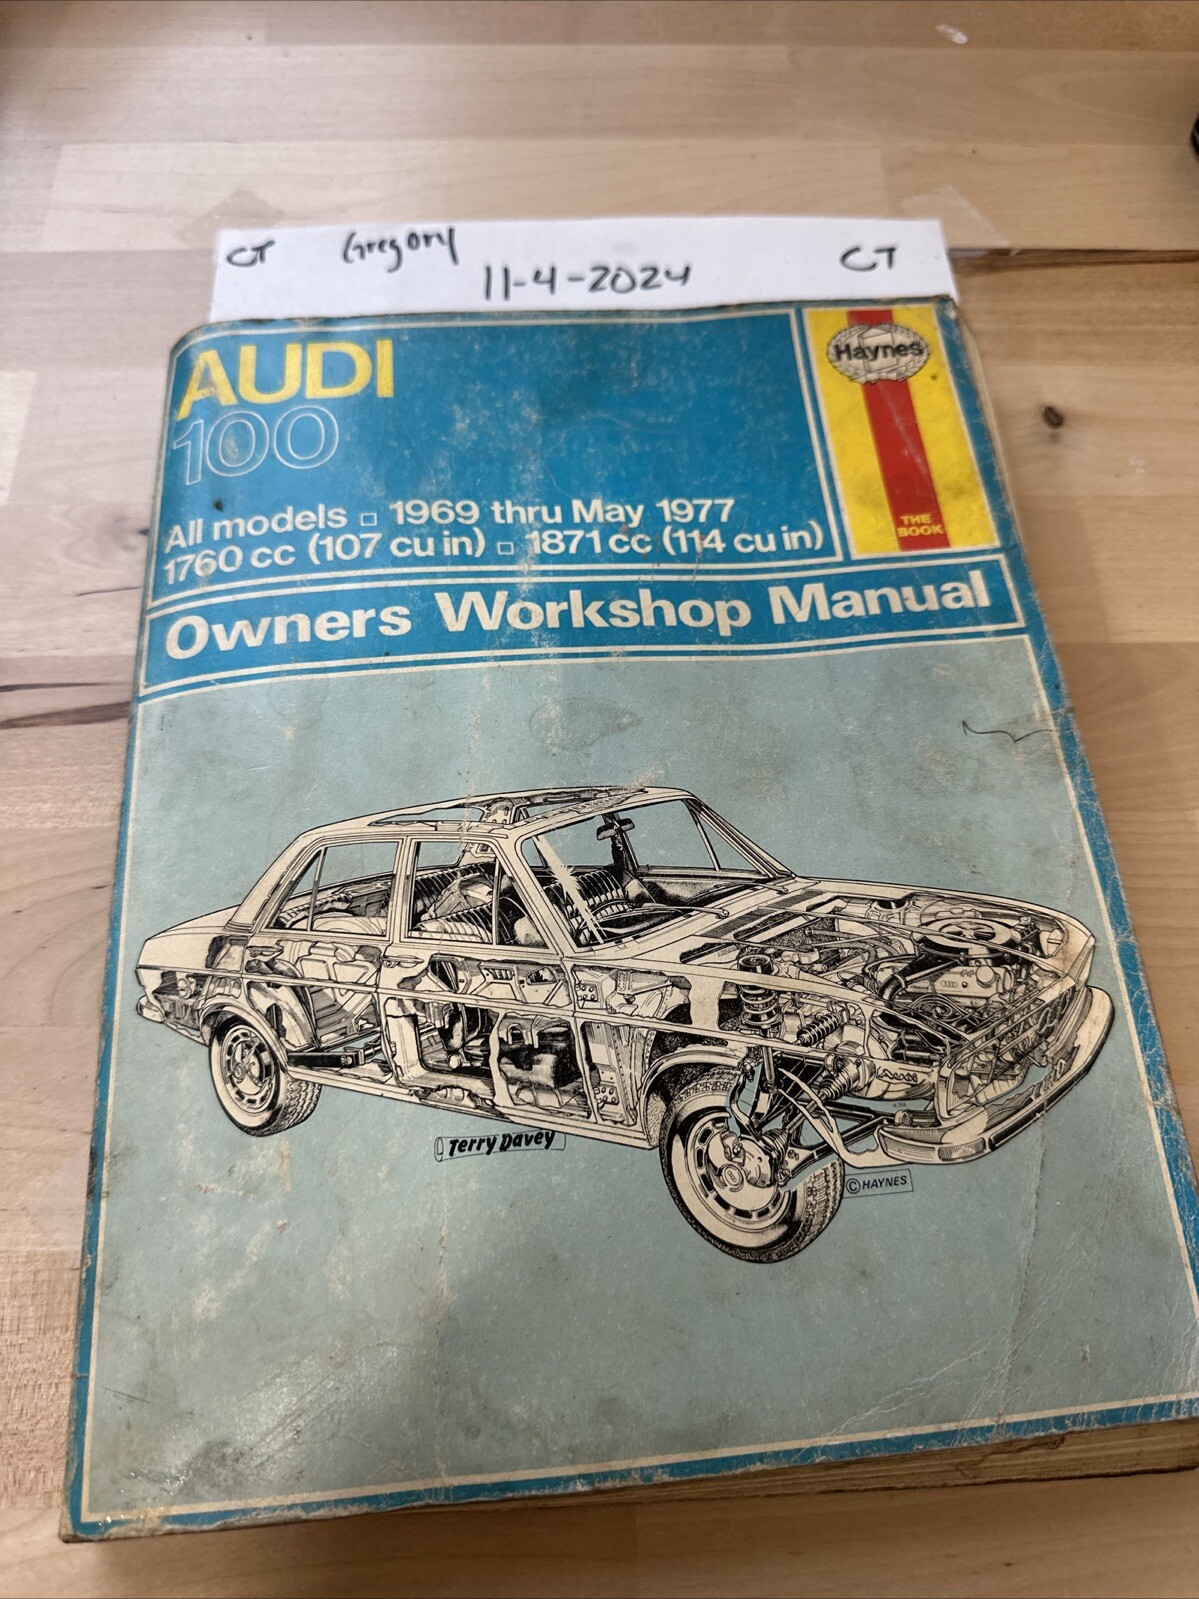 CT Gregory CT
11-4-2024
AUDI
100
Haynes
All models □ 1969 thru May 1977
1760 cc (107 cu in) □ 1871 cc (114 cu in)
THE
BOOK
Owners Workshop Manual
AUDI
Terry Davey
© HAYNES